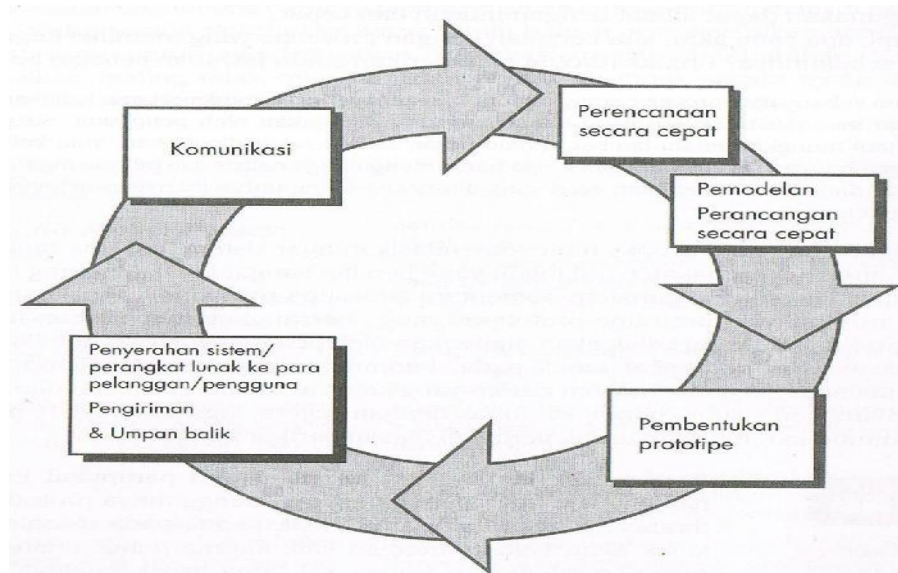 Komunikasi
Perencanaan
secara cepat
Pemodelan
Perancangan
secara cepat
Pembentukan
prototipe
Penyerahan sistem/
perangkat lunak ke para
pelanggan/pengguna
Pengiriman
& Umpan balik